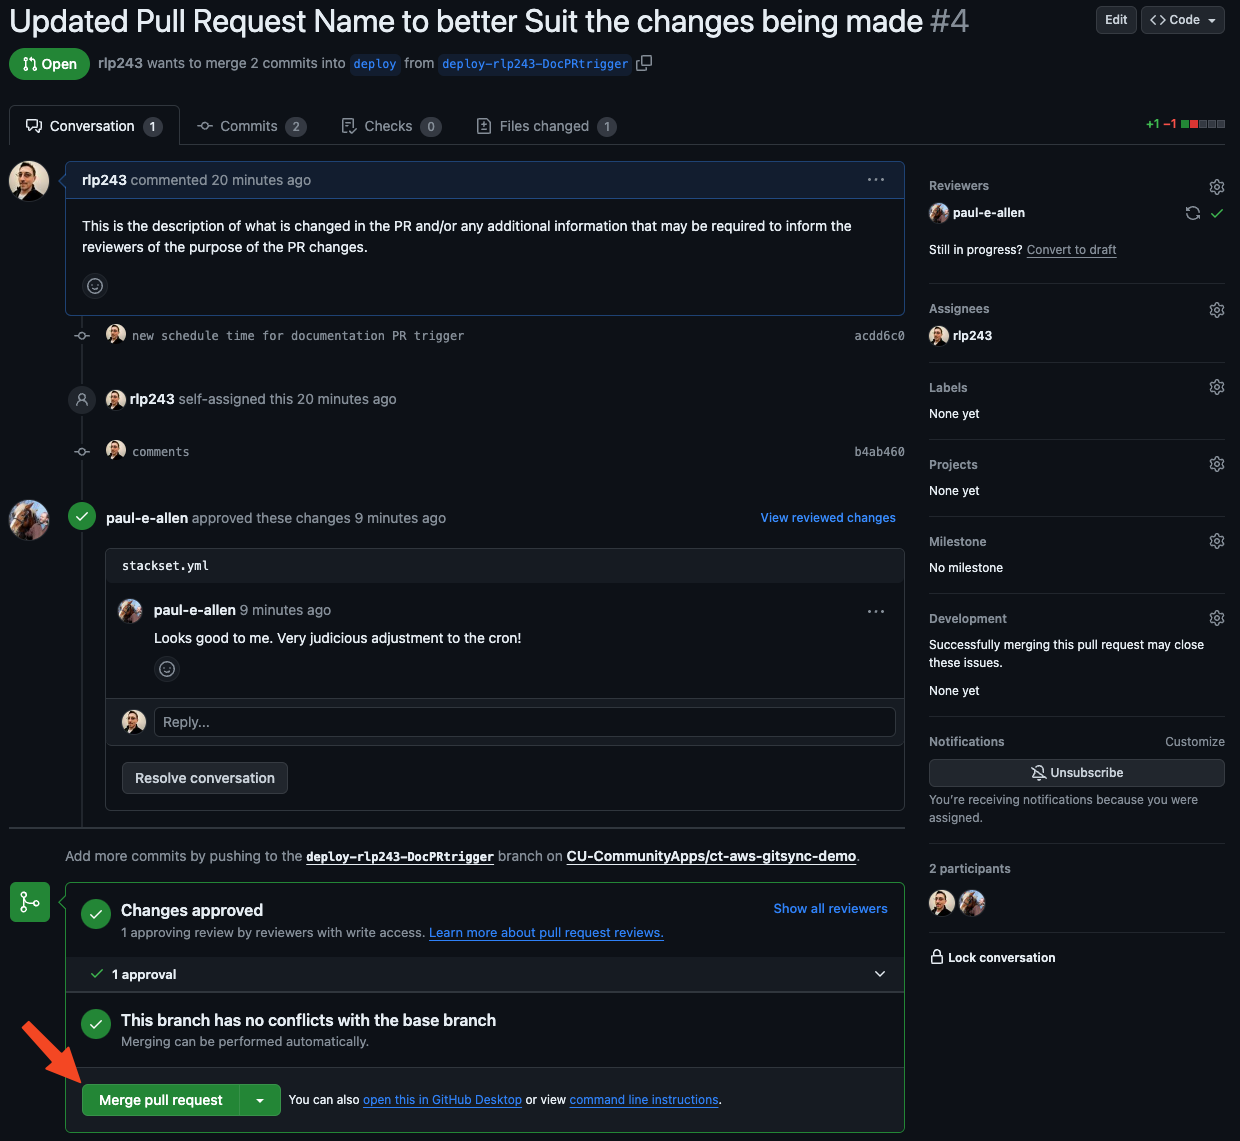 Updated Pull Request Name to better Suit the changes being made #4
Edit
<> Code
Open
rlp243 wants to merge 2 commits into deploy from deploy-rlp243-DocPRtrigger
Conversation 1
Commits 2
Checks 0
Files changed 1
+1 −1
rlp243 commented 20 minutes ago
This is the description of what is changed in the PR and/or any additional information that may be required to inform the
reviewers of the purpose of the PR changes.
new schedule time for documentation PR trigger
acdd6c0
rlp243 self-assigned this 20 minutes ago
comments
b4ab460
paul-e-allen approved these changes 9 minutes ago
View reviewed changes
stackset.yml
paul-e-allen 9 minutes ago
Looks good to me. Very judicious adjustment to the cron!
Reply...
Resolve conversation
Add more commits by pushing to the deploy-rlp243-DocPRtrigger branch on CU-CommunityApps/ct-aws-gitsync-demo.
Changes approved
Show all reviewers
1 approving review by reviewers with write access. Learn more about pull request reviews.
1 approval
This branch has no conflicts with the base branch
Merging can be performed automatically.
Merge pull request
You can also open this in GitHub Desktop or view command line instructions.
Reviewers
paul-e-allen
Still in progress? Convert to draft
Assignees
rlp243
Labels
None yet
Projects
None yet
Milestone
No milestone
Development
Successfully merging this pull request may close
these issues.
None yet
Notifications
Customize
Unsubscribe
You're receiving notifications because you were
assigned.
2 participants
Lock conversation